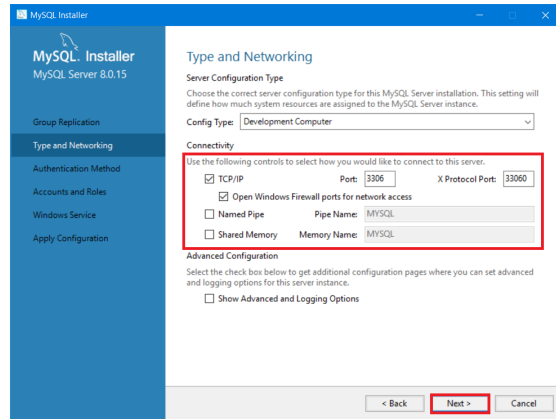 MySQL Installer
MySQL. Installer
MySQL Server 8.0.15
Group Replication
Type and Networking
Authentication Method
Accounts and Roles
Windows Service
Apply Configuration
Type and Networking
Server Configuration Type
Choose the correct server configuration type for this MySQL Server installation. This setting will
define how much system resources are assigned to the MySQL Server instance.
Config Type: Development Computer
Connectivity
Use the following controls to select how you would like to connect to this server.
TCP/IP Port: 3306 X Protocol Port: 33060
Open Windows Firewall ports for network access
Named Pipe Pipe Name: MYSQL
Shared Memory Memory Name: MYSQL
Advanced Configuration
Select the check box below to get additional configuration pages where you can set advanced
and logging options for this server instance.
Show Advanced and Logging Options
< Back Next > Cancel